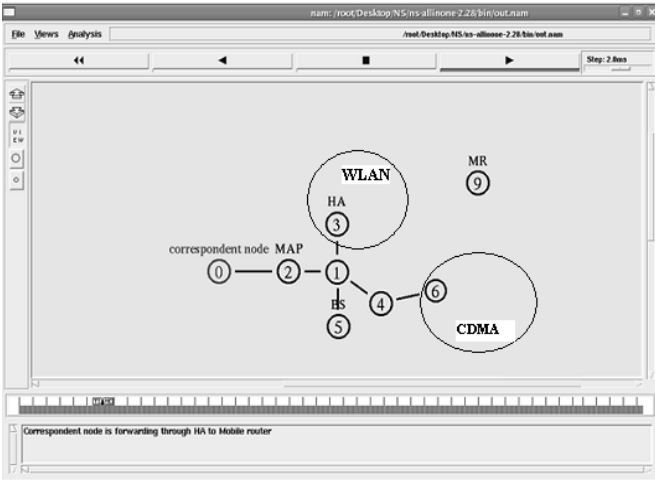 nam: /root/Desktop/NS/ns-allinone-2.28/bin/out.nam
File Views Analysis /root/Desktop/NS/ns-allinone-2.28/bin/out.nam
Step: 2.0ms
VIEW
WLAN
MR
9
HA
3
correspondent node MAP
0 2 1
6
4
BS
5
CDMA
Correspondent node is forwarding through HA to Mobile router